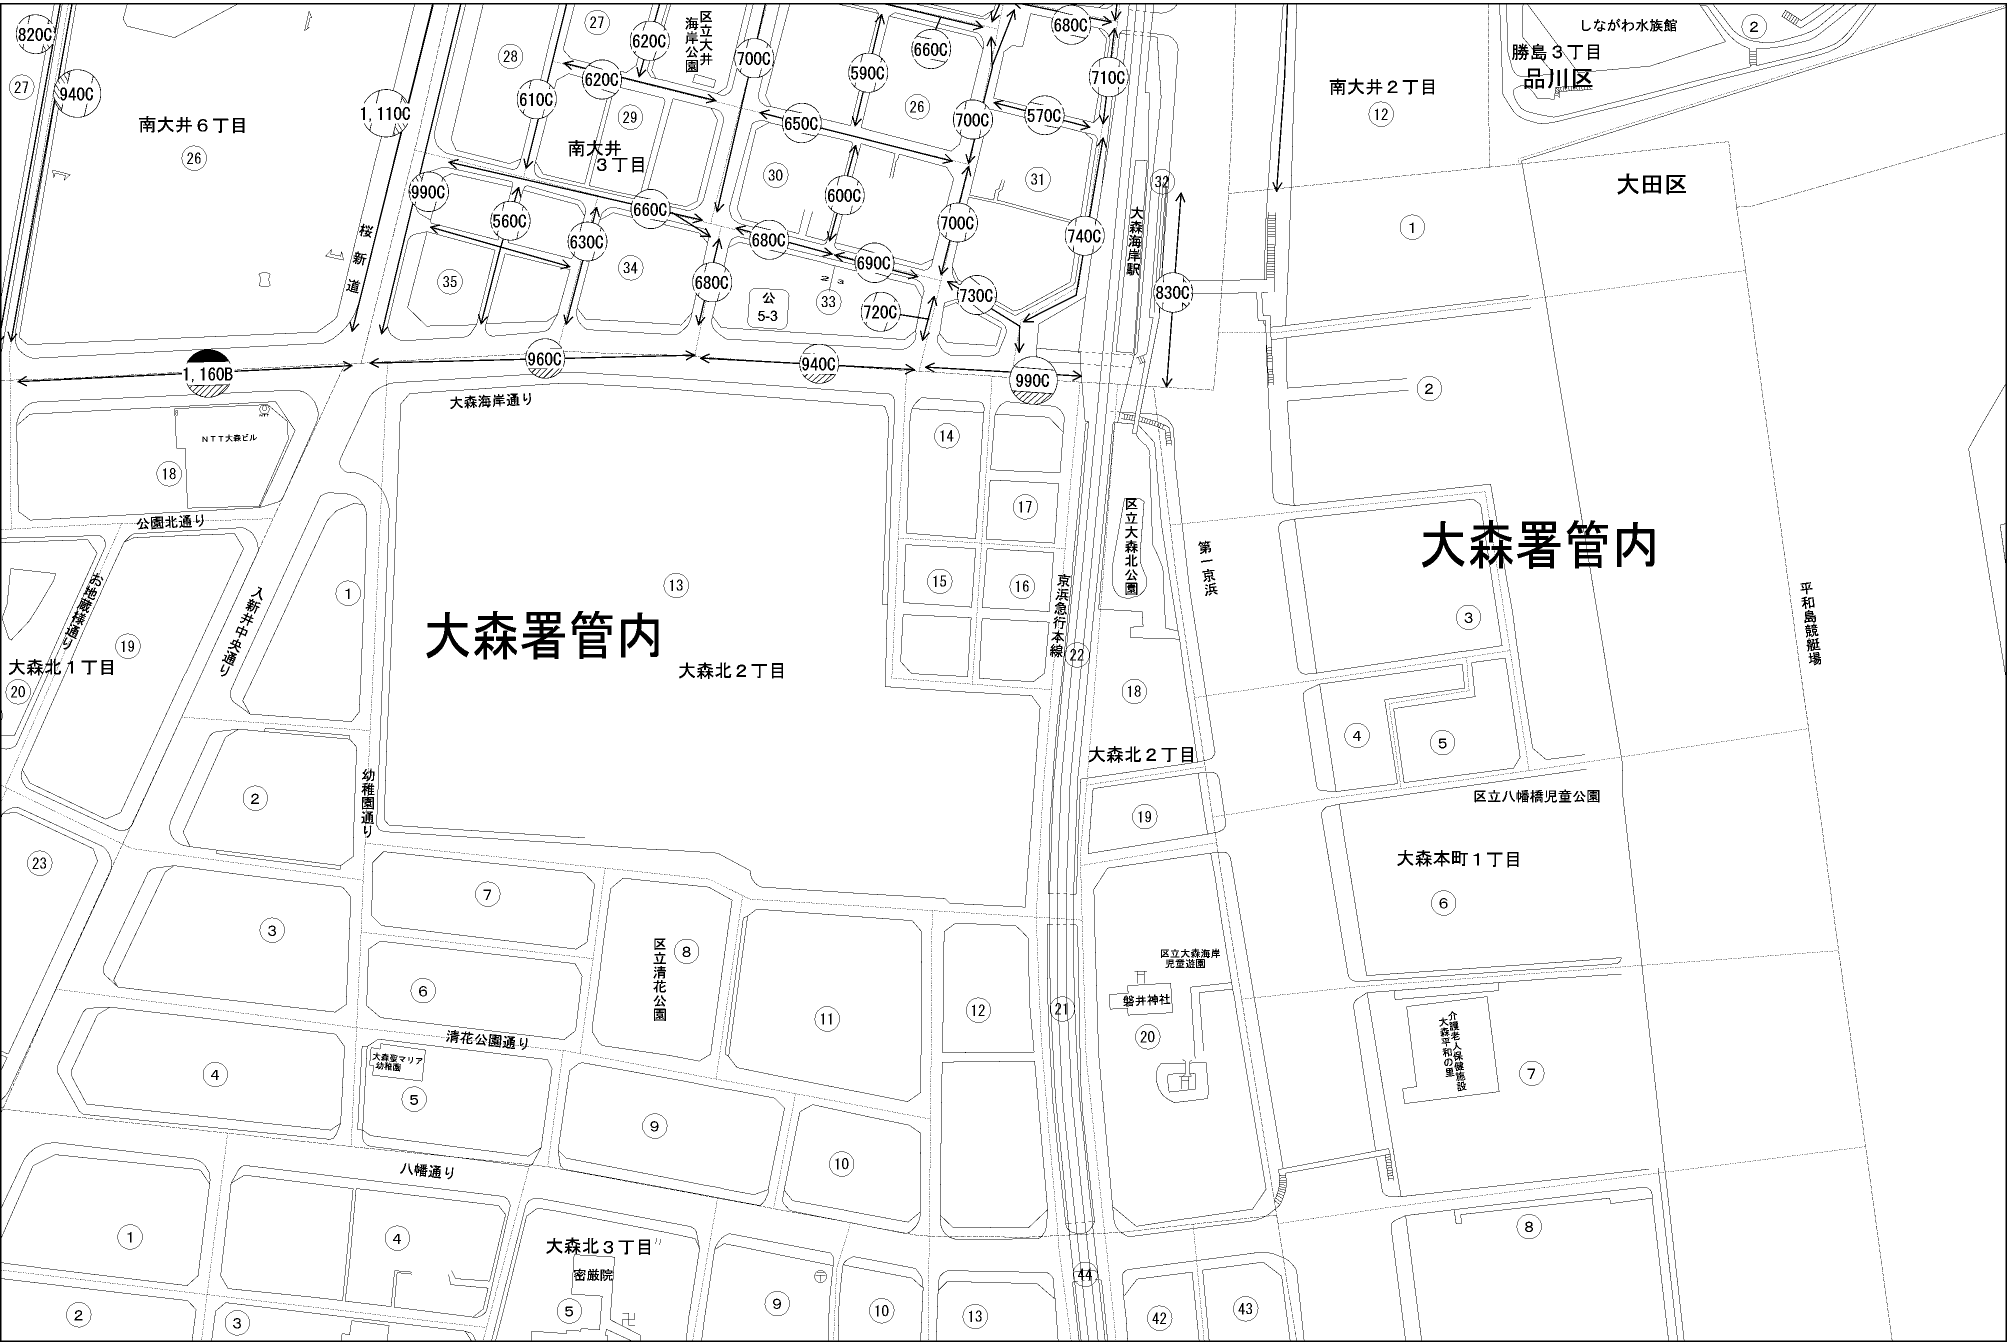 820C
27
940C
南大井６丁目
26
1,110C
桜新道
28
27
620C
区立大井
海岸公園
620C
610C
29
南大井
３丁目
700C
590C
660C
26
650C
700C
680C
710C
570C
30
31
600C
990C
560C
660C
630C
34
35
680C
680C
690C
700C
740C
730C
720C
33
公
5-3
32
大森海岸駅
830C
南大井２丁目
12
しながわ水族館
2
勝島３丁目
品川区
大田区
1
1,160B
960C
940C
990C
大森海岸通り
NTT大森ビル
18
公園北通り
お地蔵様通り
19
大森北１丁目
20
入新井中央通り
1
13
大森署管内
大森北２丁目
14
17
15
16
京浜急行本線
22
区立大森北公園
第一京浜
18
大森北２丁目
19
2
大森署管内
3
4
5
平和島競艇場
区立八幡橋児童公園
大森本町１丁目
6
2
幼稚園通り
23
3
7
6
区立清花公園
8
清花公園通り
大森聖マリア
幼稚園
5
4
11
12
21
区立大森海岸
児童遊園
磐井神社
20
介護老人保健施設
大森平和の里
7
9
10
八幡通り
1
4
大森北３丁目
密厳院
5
2
3
9
10
13
44
42
43
8